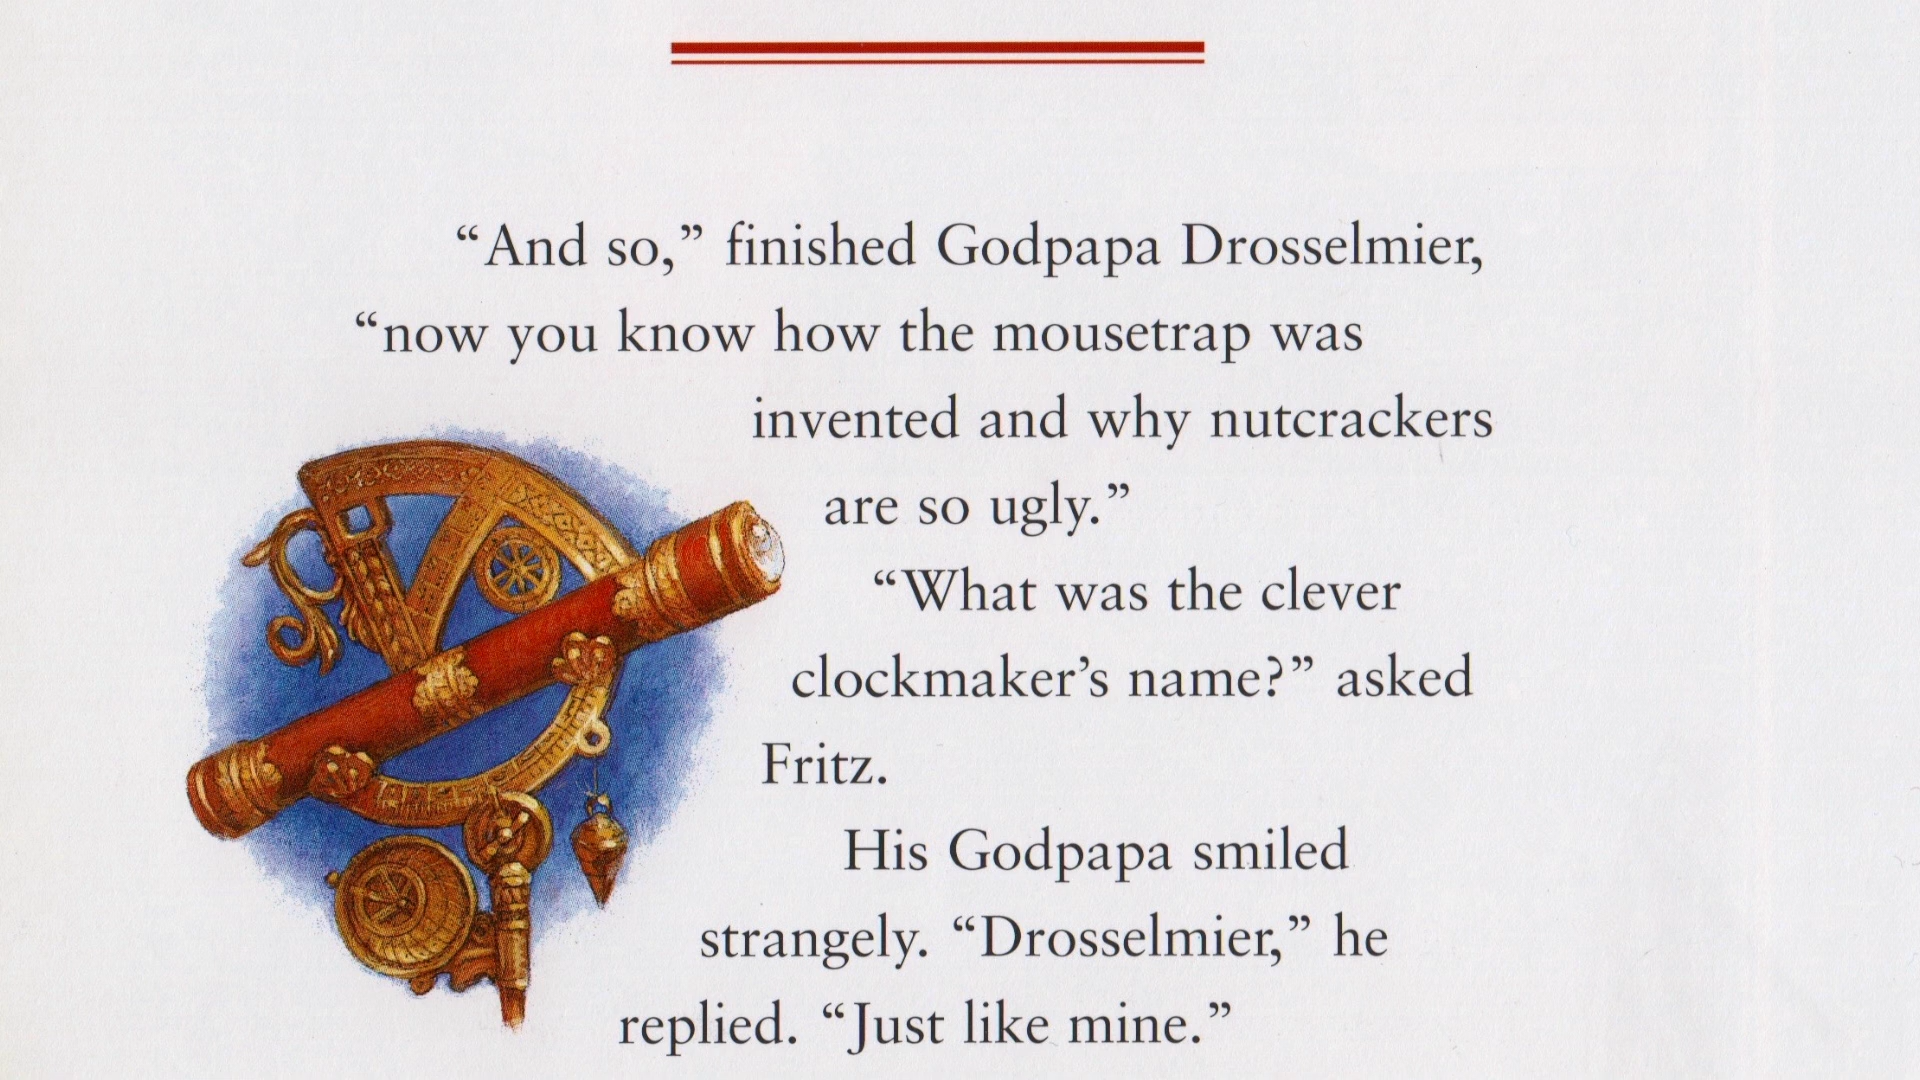 “And so,” finished Godpapa Drosselmier,
“now you know how the mousetrap was
invented and why nutcrackers
are so ugly.”
“What was the clever
clockmaker’s name?” asked
Fritz.
His Godpapa smiled
strangely. “Drosselmier,” he
replied. “Just like mine.”